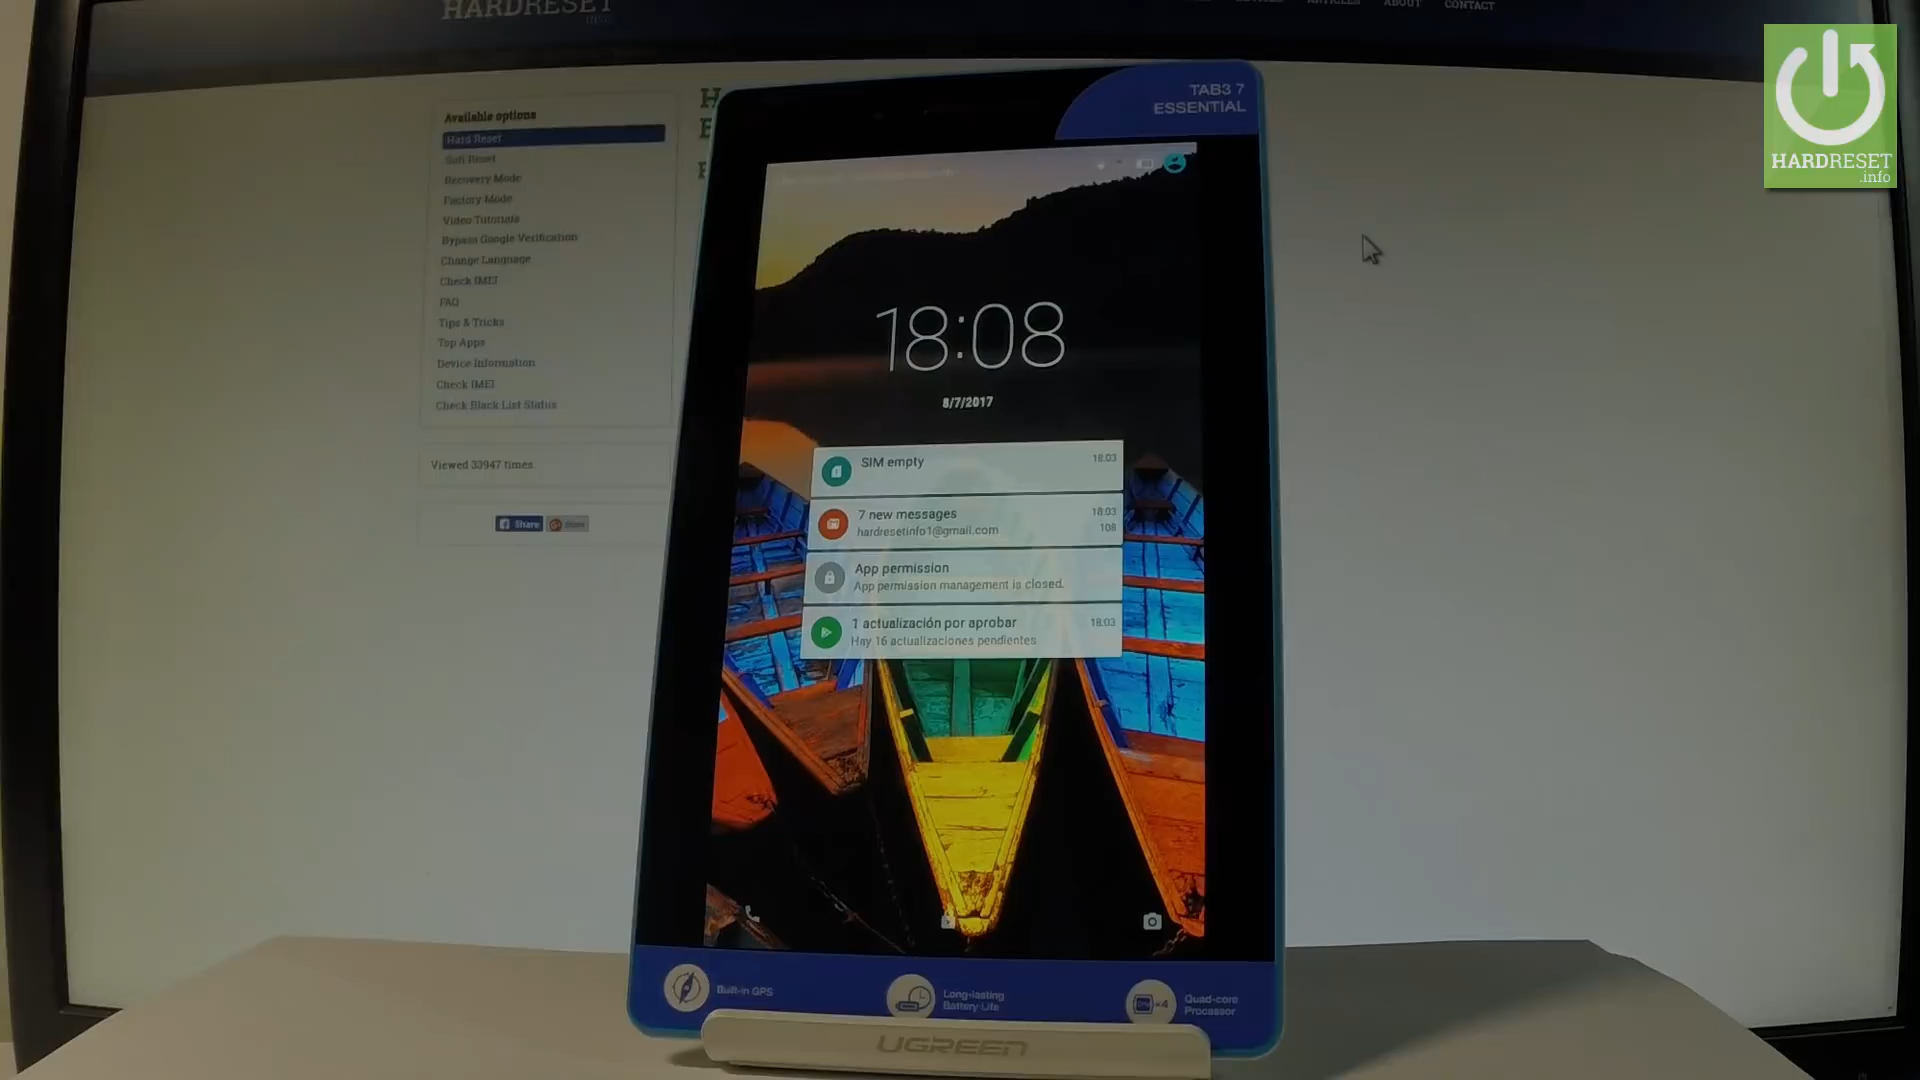 HARDRESET
ARTICLES
ABOUT
CONTACT
HARDRESET
.info
Available options
Hard Reset
Soft Reset
Recovery Mode
Factory Mode
Video Tutorials
Bypass Google Verification
Change Language
Check IMEI
FAQ
Tips & Tricks
Top Apps
Device Information
Check IMEI
Check Black List Status
Viewed 33947 times
Share
Share
TAB3 7
ESSENTIAL
18:08
8/7/2017
SIM empty 18:03
7 new messages 18:03
hardresetinfo1@gmail.com 108
App permission
App permission management is closed.
1 actualización por aprobar 18:03
Hay 16 actualizaciones pendientes
Built-in GPS
Long-lasting
Battery Life
×4
Quad-core
Processor
UGREEN